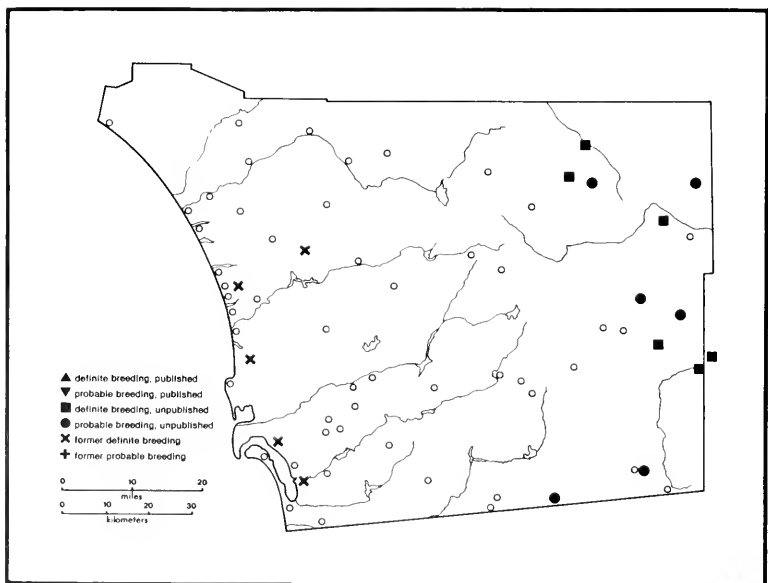 definite breeding, published
probable breeding, published
definite breeding, unpublished
probable breeding, unpublished
former definite breeding
former probable breeding
0 10 20
miles
0 10 20 30
kilometers